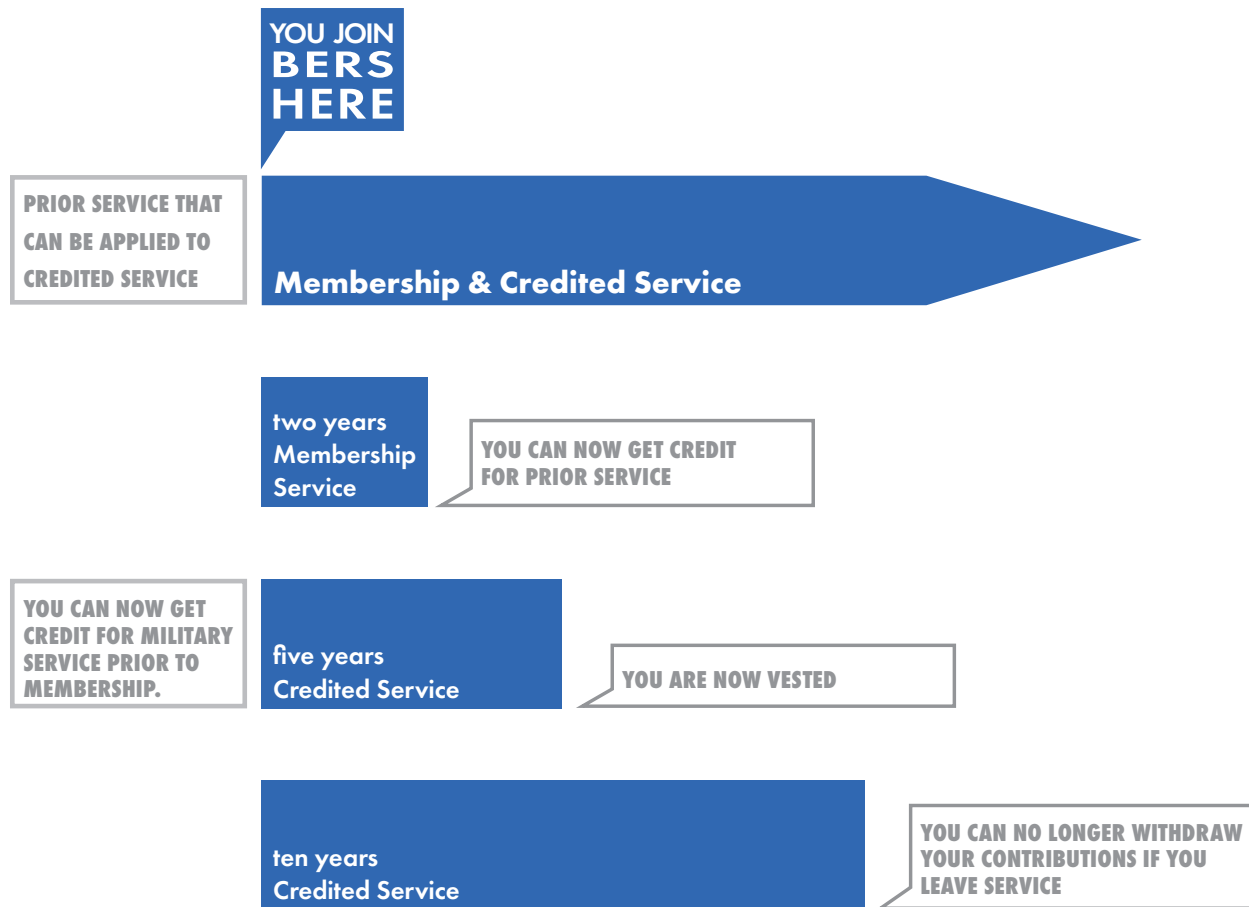 YOU JOIN
BERS
HERE
PRIOR SERVICE THAT
CAN BE APPLIED TO
CREDITED SERVICE
Membership & Credited Service
two years
Membership
Service
YOU CAN NOW GET CREDIT
FOR PRIOR SERVICE
YOU CAN NOW GET
CREDIT FOR MILITARY
SERVICE PRIOR TO
MEMBERSHIP.
five years
Credited Service
YOU ARE NOW VESTED
ten years
Credited Service
YOU CAN NO LONGER WITHDRAW
YOUR CONTRIBUTIONS IF YOU
LEAVE SERVICE